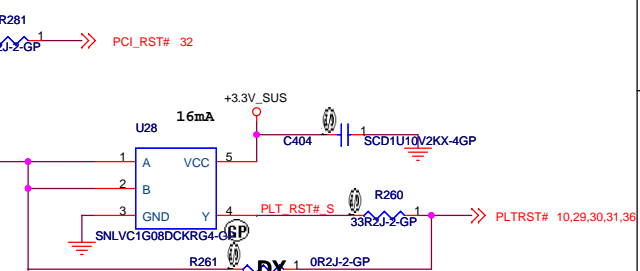 R281
2J-2-GP
1
PCI_RST# 32
+3.3V_SUS
16mA
U28
C404
1
SCD1U10V2KX-4GP
1 A VCC 5
2 B
3 GND Y 4
PLT_RST#_S
R260
33R2J-2-GP
1
PLTRST# 10,29,30,31,36
SNLVC1G08DCKRG4-GP
GP
R261
DY
1
0R2J-2-GP